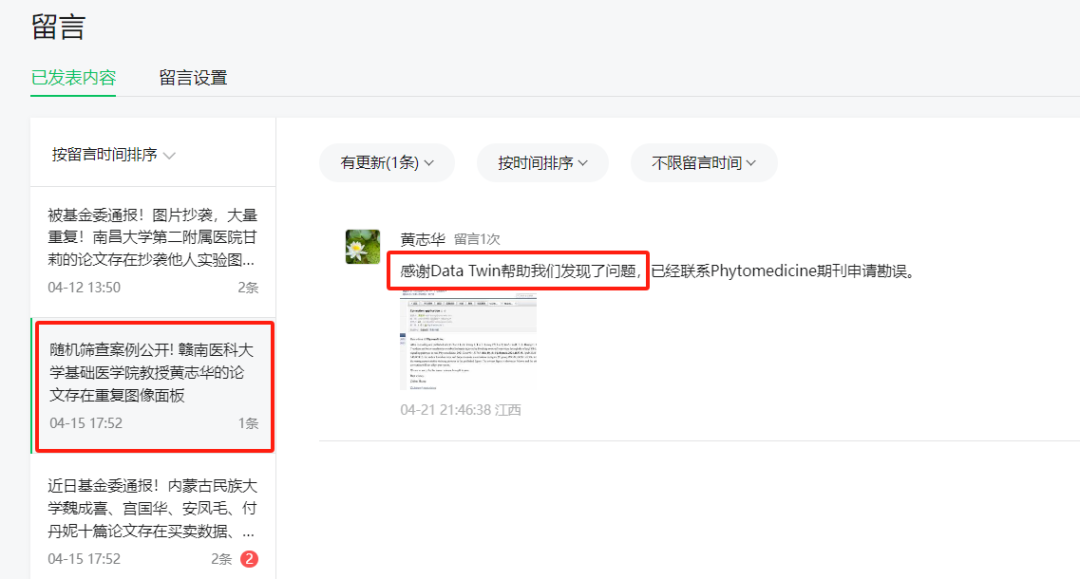 留言
已发表内容 留言设置
按留言时间排序
被基金委通报！图片抄袭，大量
重复！南昌大学第二附属医院甘
莉的论文存在抄袭他人实验图...
04-12 13:50 2条
随机筛查案例公开! 赣南医科大
学基础医学院教授黄志华的论
文存在重复图像面板
04-15 17:52 1条
近日基金委通报！内蒙古民族大
学魏成喜、宫国华、安凤毛、付
丹妮十篇论文存在买卖数据、...
04-15 17:52 2条 2
有更新(1条) 按时间排序 不限留言时间
黄志华 留言1次
感谢Data Twin帮助我们发现了问题，已经联系Phytomedicine期刊申请勘误。
04-21 21:46:38 江西